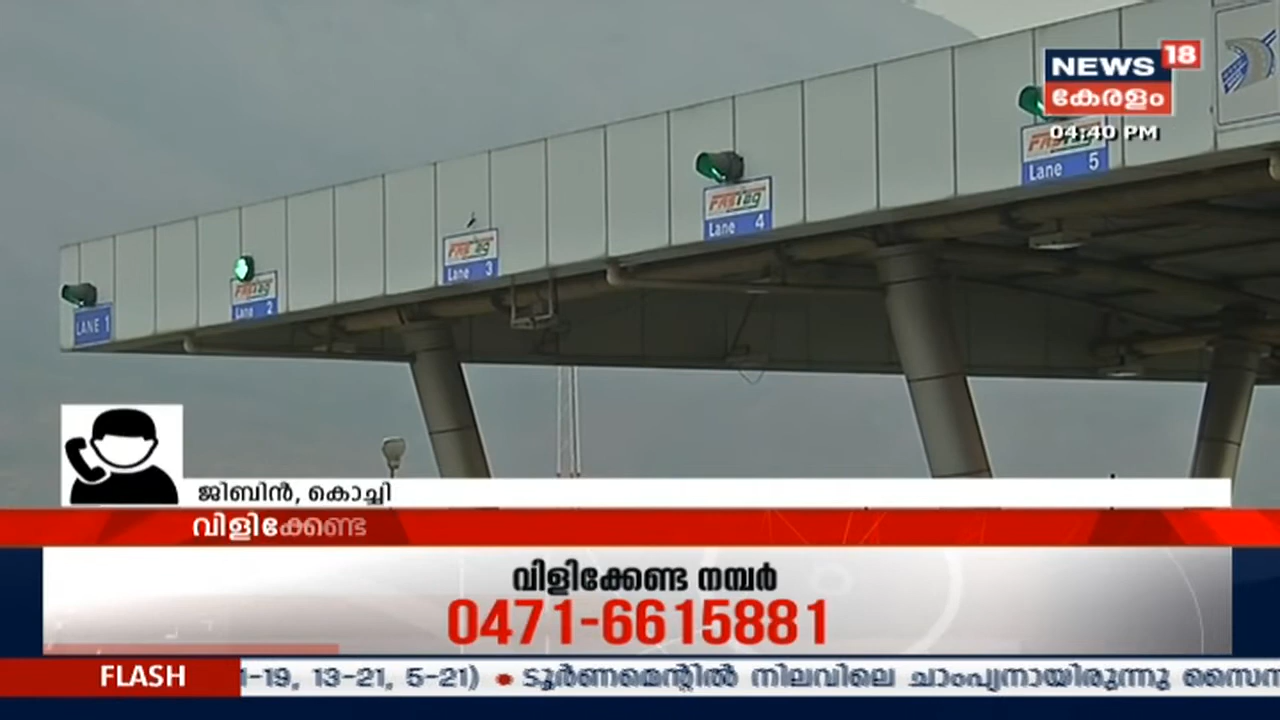 NEWS 18
കേരളം
04:40 PM
FASTag
Lane 5
FASTag
Lane 4
FASTag
Lane 3
FASTag
Lane 2
LANE 1
ജിബിൻ, കൊച്ചി
വിളിക്കേണ്ട
വിളിക്കേണ്ട നമ്പർ
0471-6615881
FLASH
-19, 13-21, 5-21) • ടൂർണമെന്റിൽ നിലവിലെ ചാംപ്യനായിരുന്നു